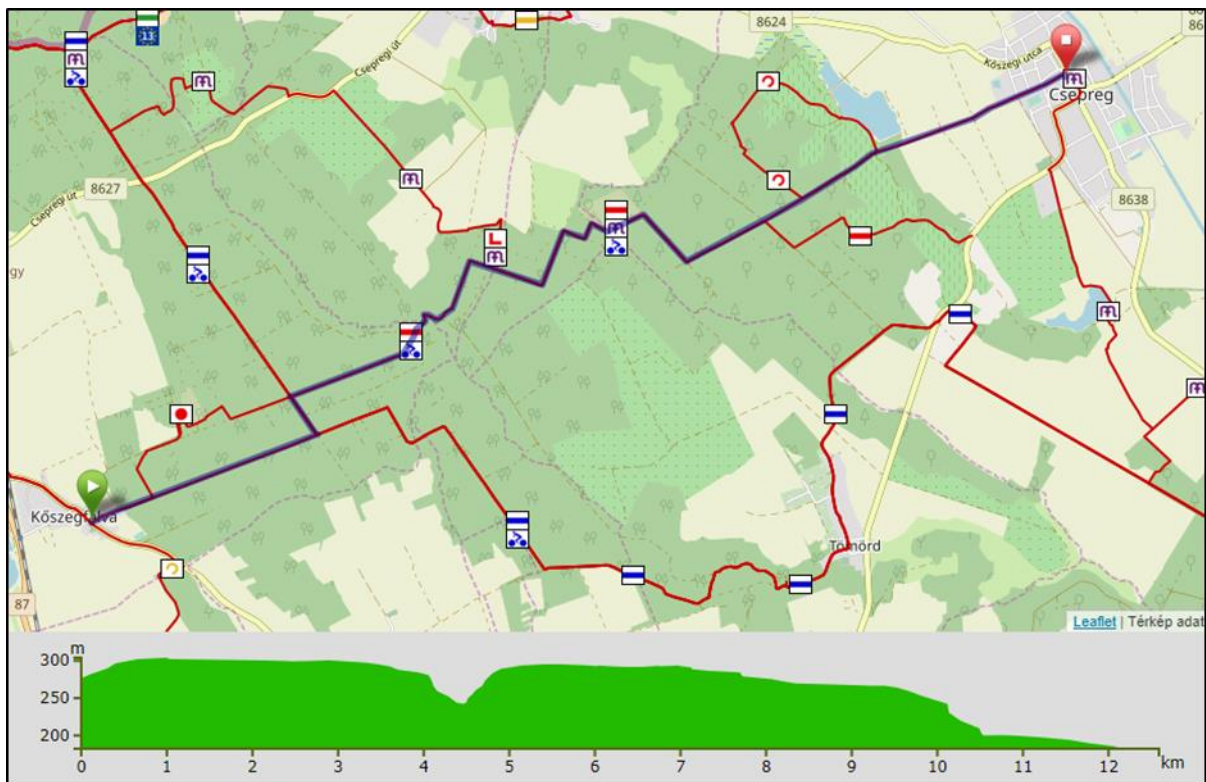 13
8624
Kőszegi utca
Csepreg
Csepregi út
8627
Csepregi út
8638
L
gy
Kőszegfalva
Tömörd
87
Leaflet | Térkép adat
m
300
250
200
0 1 2 3 4 5 6 7 8 9 10 11 12 km